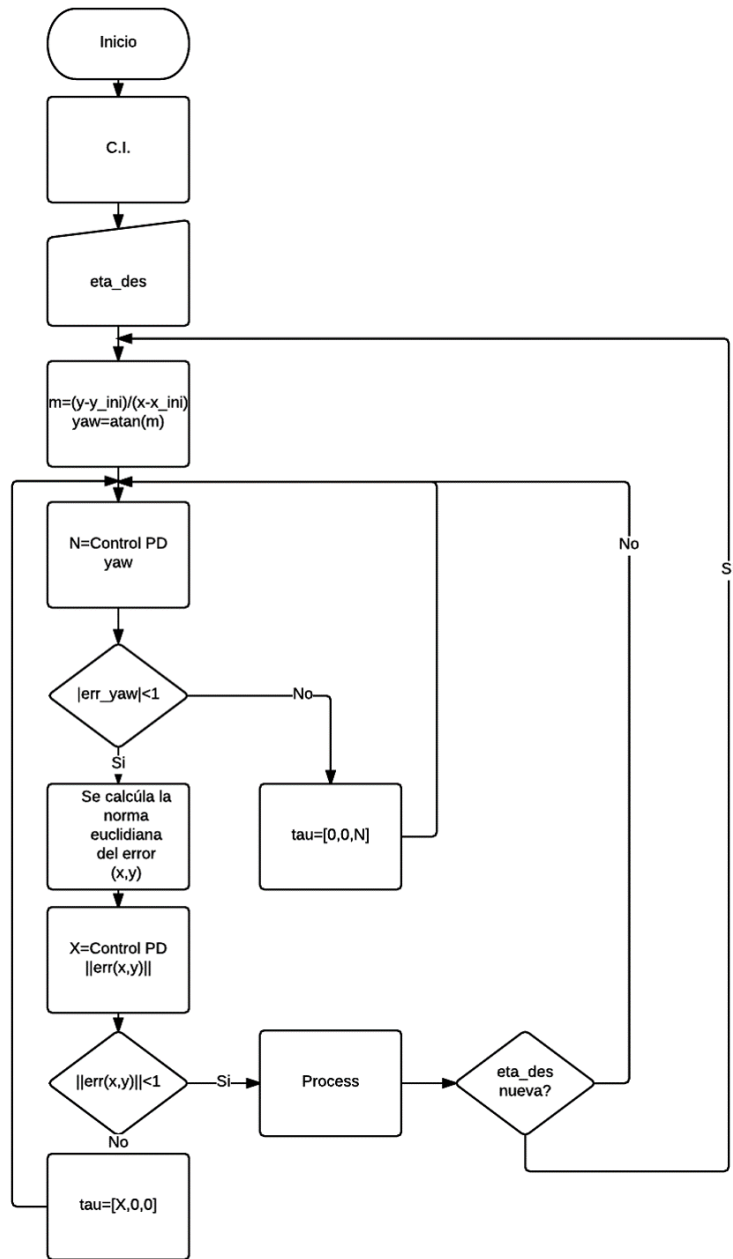 Inicio
C.I.
eta_des
m=(y-y_ini)/(x-x_ini)
yaw=atan(m)
N=Control PD
yaw
No
S
|err_yaw|<1
No
Si
Se calcúla la
norma
euclidiana
del error
(x,y)
tau=[0,0,N]
X=Control PD
||err(x,y)||
||err(x,y)||<1
Si
Process
eta_des
nueva?
No
tau=[X,0,0]